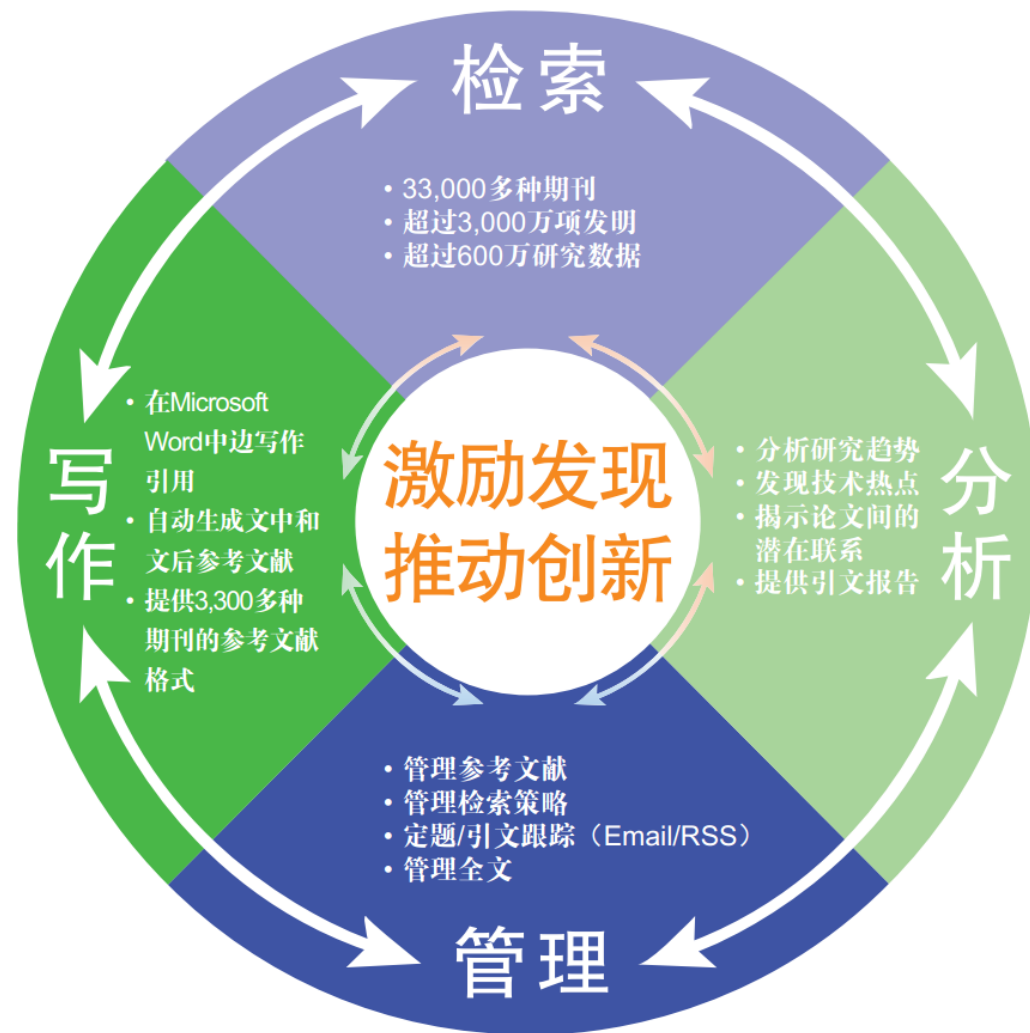 检索
• 33,000多种期刊
• 超过3,000万项发明
• 超过600万研究数据
写
作
• 在Microsoft
Word中边写作
引用
• 自动生成文中和
文后参考文献
• 提供3,300多种
期刊的参考文献
格式
激励发现
推动创新
• 分析研究趋势
• 发现技术热点
• 揭示论文间的
潜在联系
• 提供引文报告
分
析
• 管理参考文献
• 管理检索策略
• 定题/引文跟踪（Email/RSS）
• 管理全文
管理